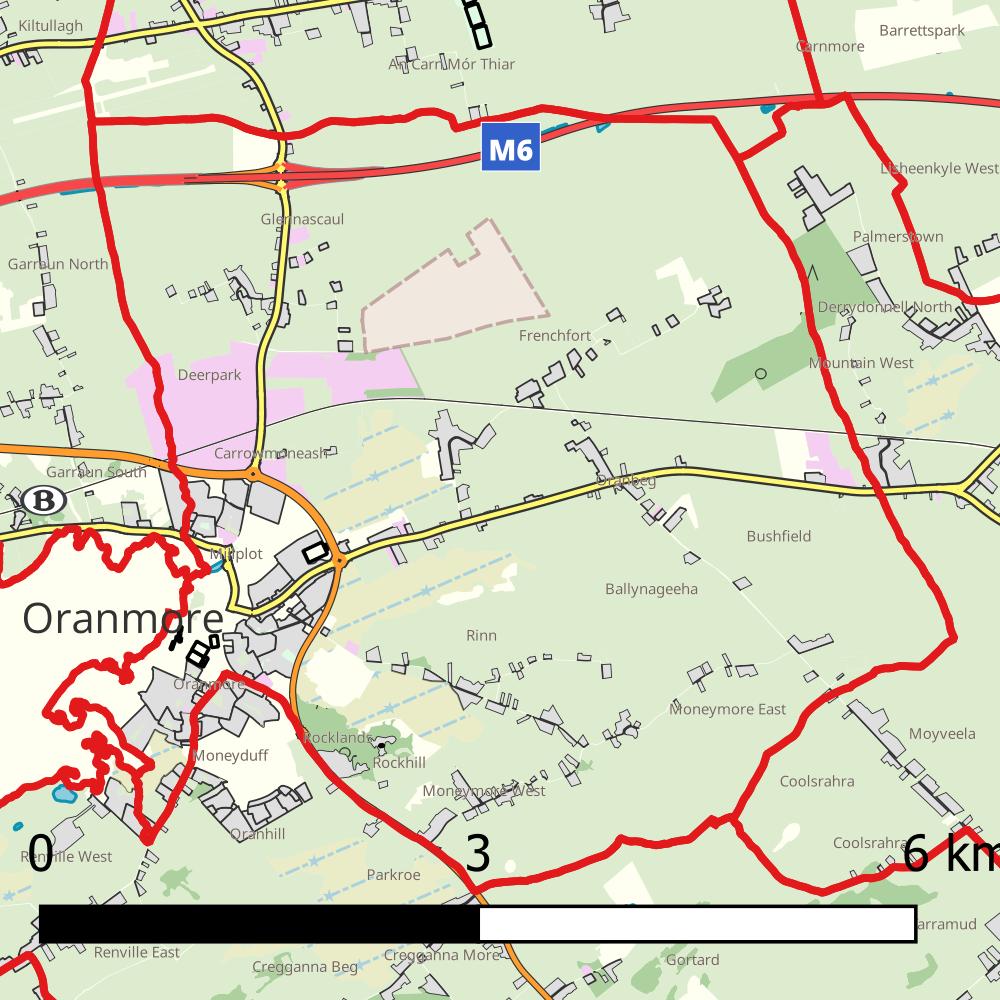 Kiltullagh
Barrettspark
Carnmore
An Carn Mór Thiar
M6
Lisheenkyle West
Glennascaul
Palmerstown
Garraun North
Derrydonnell North
Frenchfort
Mountain West
Deerpark
Carrowmoneash
Garraun South
Oranbeg
B
Bushfield
Millplot
Ballynageeha
Oranmore
Rinn
Oranmore
Moneymore East
Moyveela
Rocklands
Moneyduff
Rockhill
Coolsrahra
Moneymore West
Oranhill
Coolsrahra
0
3
6 km
Renville West
Parkroe
arramud
Renville East
Cregganna More
Cregganna Beg
Gortard